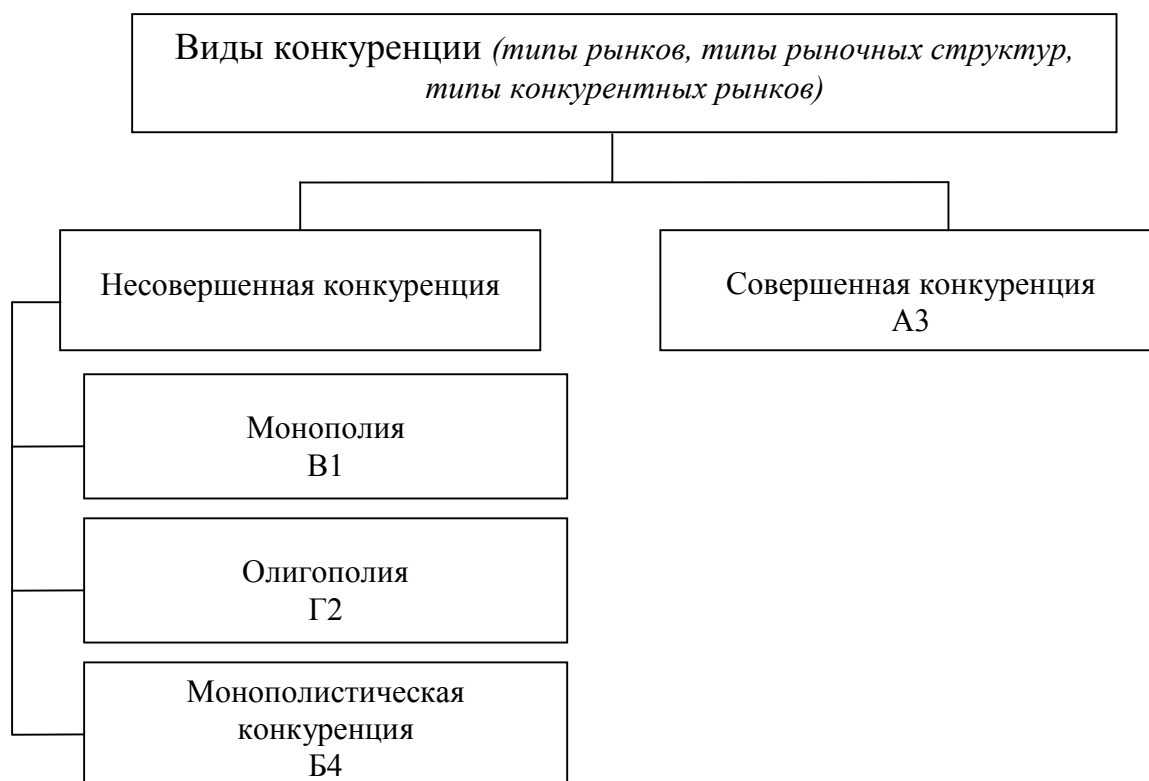 Виды конкуренции (типы рынков, типы рыночных структур,
типы конкурентных рынков)
Несовершенная конкуренция
Совершенная конкуренция
А3
Монополия
В1
Олигополия
Г2
Монополистическая
конкуренция
Б4